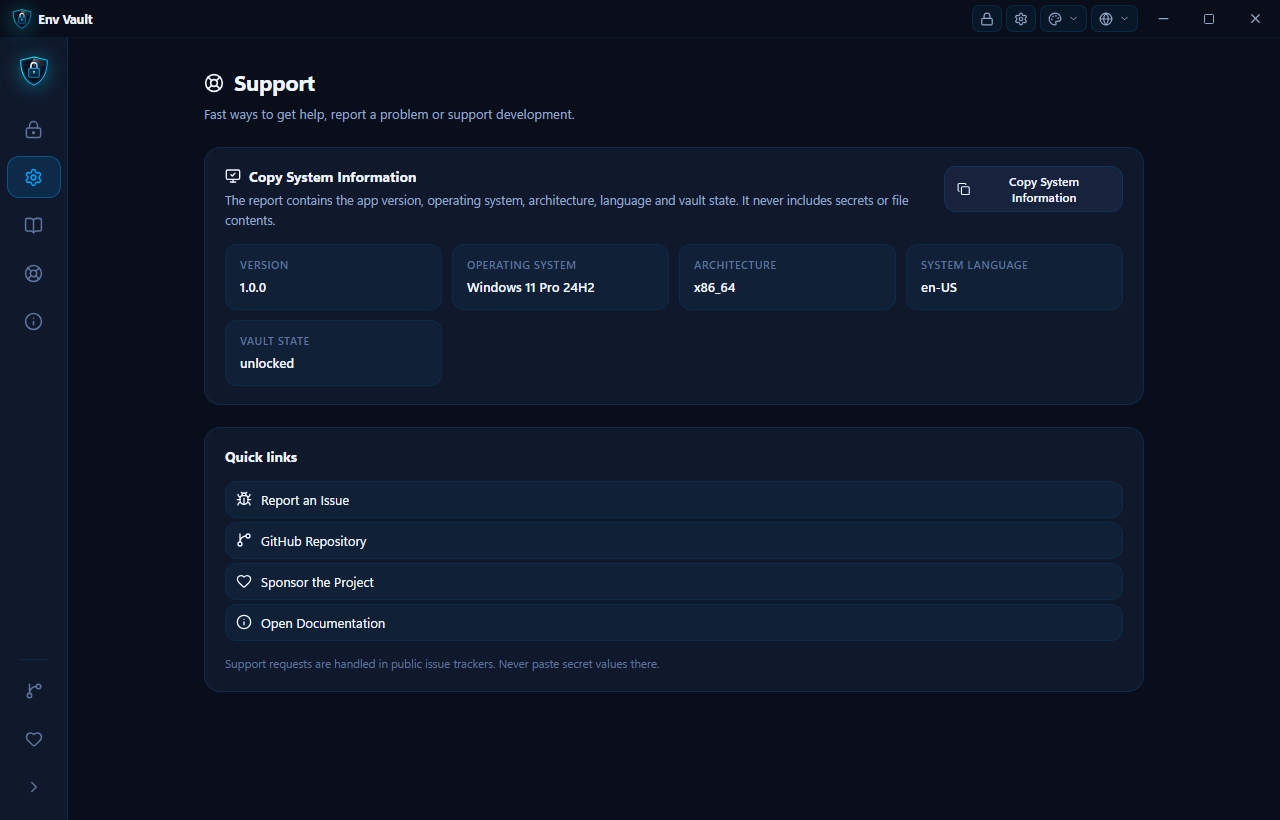 Env Vault
Support
Fast ways to get help, report a problem or support development.
Copy System Information
The report contains the app version, operating system, architecture, language and vault state. It never includes secrets or file
contents.
Copy System
Information
VERSION
1.0.0
OPERATING SYSTEM
Windows 11 Pro 24H2
ARCHITECTURE
x86_64
SYSTEM LANGUAGE
en-US
VAULT STATE
unlocked
Quick links
Report an Issue
GitHub Repository
Sponsor the Project
Open Documentation
Support requests are handled in public issue trackers. Never paste secret values there.